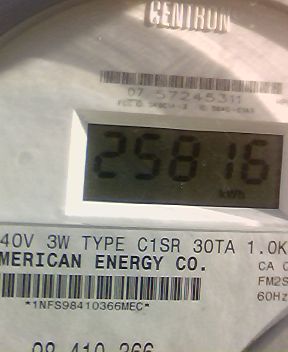 CENTRON
07 57245311
25816
kWh
40V 3W TYPE C1SR 30TA 1.0K
MERICAN ENERGY CO.
CA
*1NFS98410366MEC*
FM2S
60Hz
98 410 366